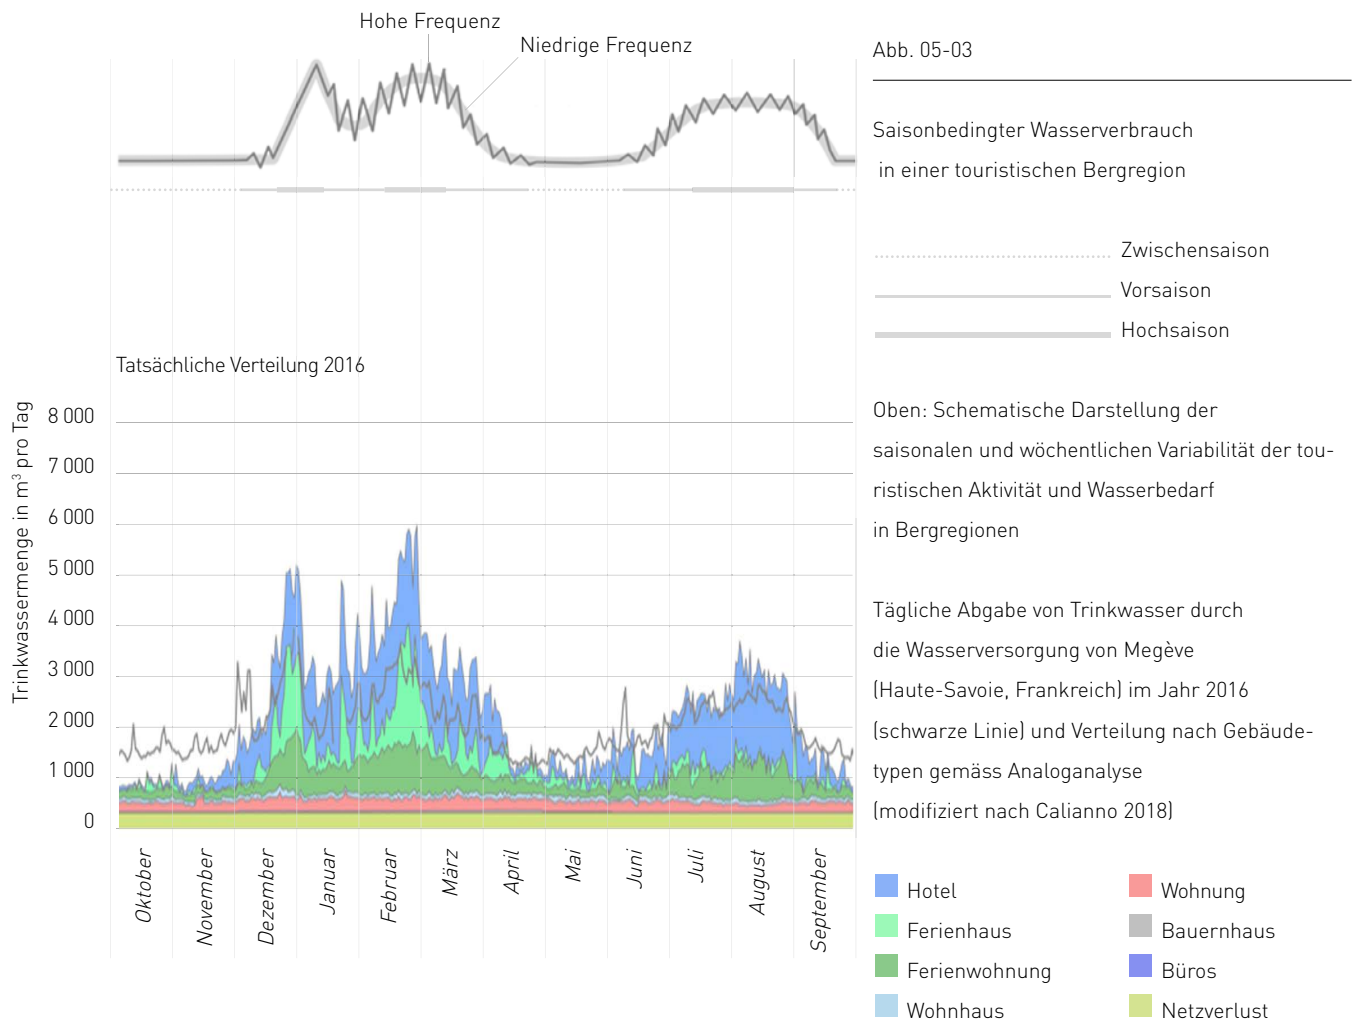 Hohe Frequenz
Niedrige Frequenz
Abb. 05-03
Saisonbedingter Wasserverbrauch
in einer touristischen Bergregion
Zwischensaison
Vorsaison
Hochsaison
Tatsächliche Verteilung 2016
Trinkwassermenge in m³ pro Tag
8 000
7 000
6 000
5 000
4 000
3 000
2 000
1 000
0
Oktober
November
Dezember
Januar
Februar
März
April
Mai
Juni
Juli
August
September
Oben: Schematische Darstellung der
saisonalen und wöchentlichen Variabilität der tou-
ristischen Aktivität und Wasserbedarf
in Bergregionen
Tägliche Abgabe von Trinkwasser durch
die Wasserversorgung von Megève
(Haute-Savoie, Frankreich) im Jahr 2016
(schwarze Linie) und Verteilung nach Gebäude-
typen gemäss Analoganalyse
(modifiziert nach Calianno 2018)
Hotel
Ferienhaus
Ferienwohnung
Wohnhaus
Wohnung
Bauernhaus
Büros
Netzverlust